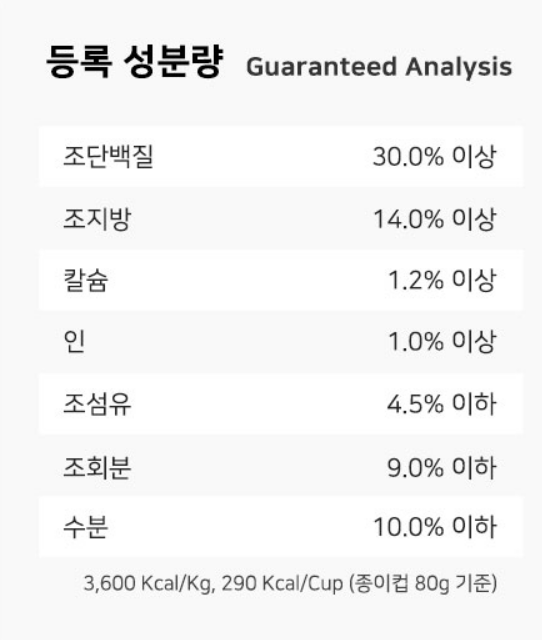 등록 성분량 Guaranteed Analysis
조단백질 30.0% 이상
조지방 14.0% 이상
칼슘 1.2% 이상
인 1.0% 이상
조섬유 4.5% 이하
조회분 9.0% 이하
수분 10.0% 이하
3,600 Kcal/Kg, 290 Kcal/Cup (종이컵 80g 기준)